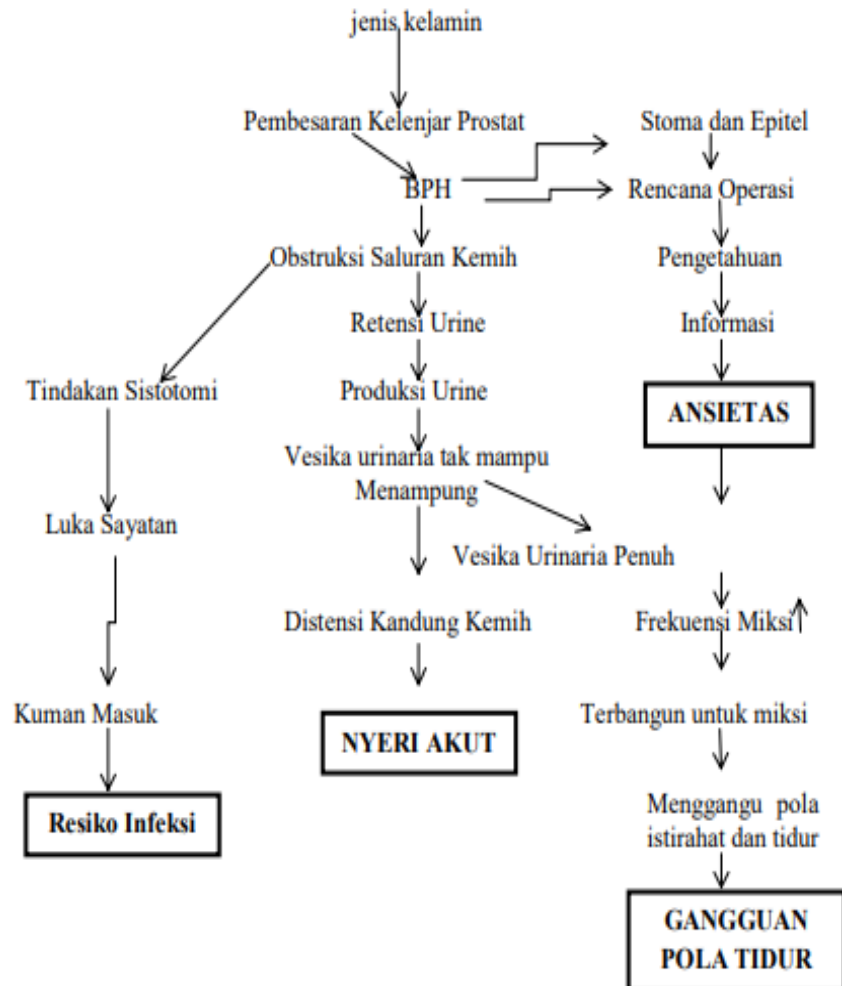 jenis kelamin
Pembesaran Kelenjar Prostat
Stoma dan Epitel
BPH
Rencana Operasi
Obstruksi Saluran Kemih
Pengetahuan
Retensi Urine
Informasi
Tindakan Sistotomi
Produksi Urine
ANSIETAS
Vesika urinaria tak mampu
Menampung
Luka Sayatan
Vesika Urinaria Penuh
Distensi Kandung Kemih
Frekuensi Miksi
Kuman Masuk
Terbangun untuk miksi
NYERI AKUT
Resiko Infeksi
Menggangu pola
istirahat dan tidur
GANGGUAN
POLA TIDUR